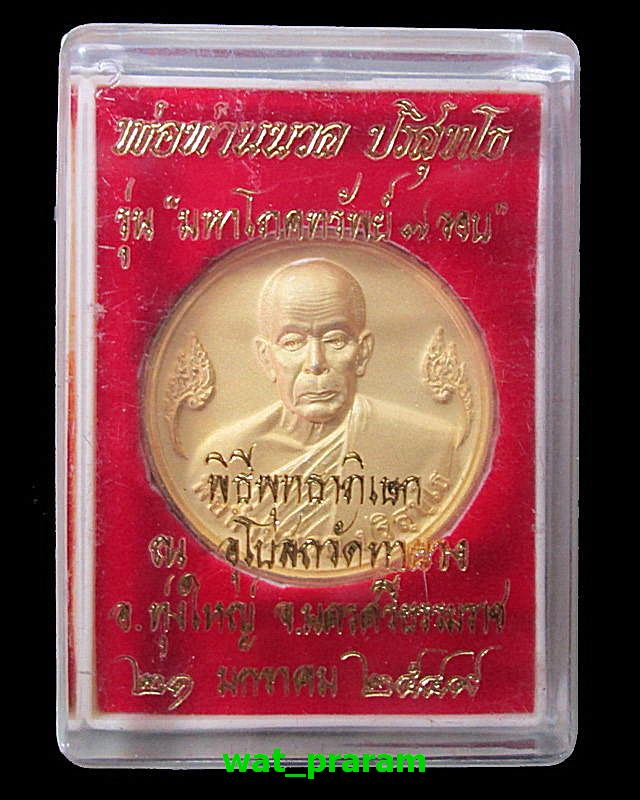 พ่อท่านนวล ปริสุทโธ
รุ่น "มหาโภคทรัพย์ ๗ รอบ"
พิธีพุทธาภิเษก
ณ อุโบสถวัด
อ.ทุ่งใหญ่ จ.นครศรีธรรมราช
๒๑ มกราคม ๒๕๔๗
wat_praram